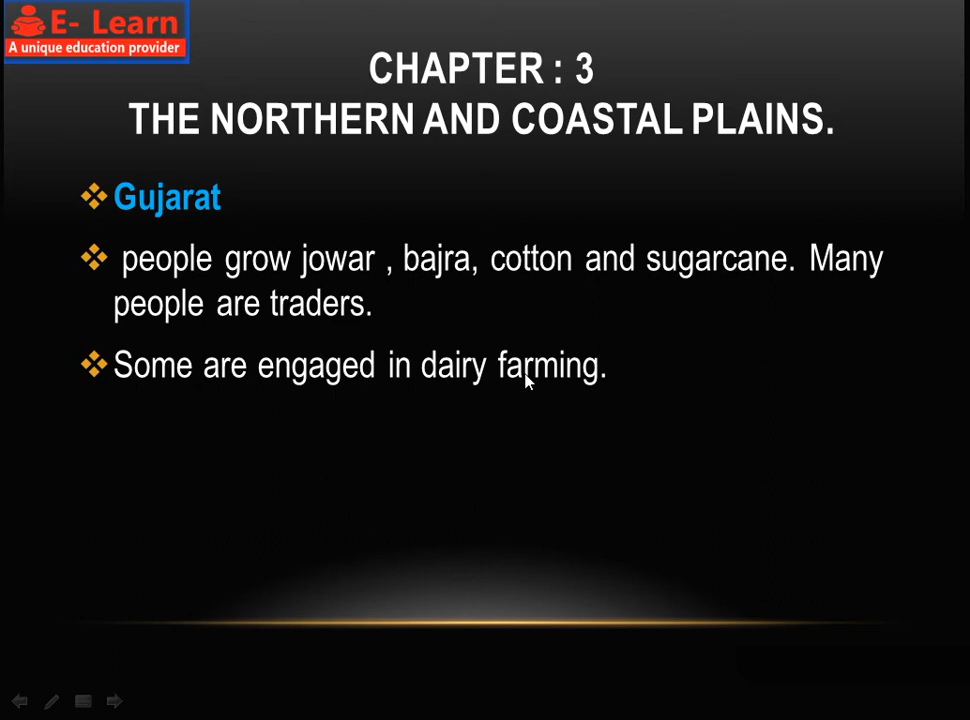 E- Learn
A unique education provider
CHAPTER : 3
THE NORTHERN AND COASTAL PLAINS.
Gujarat
people grow jowar , bajra, cotton and sugarcane. Many
people are traders.
Some are engaged in dairy farming.